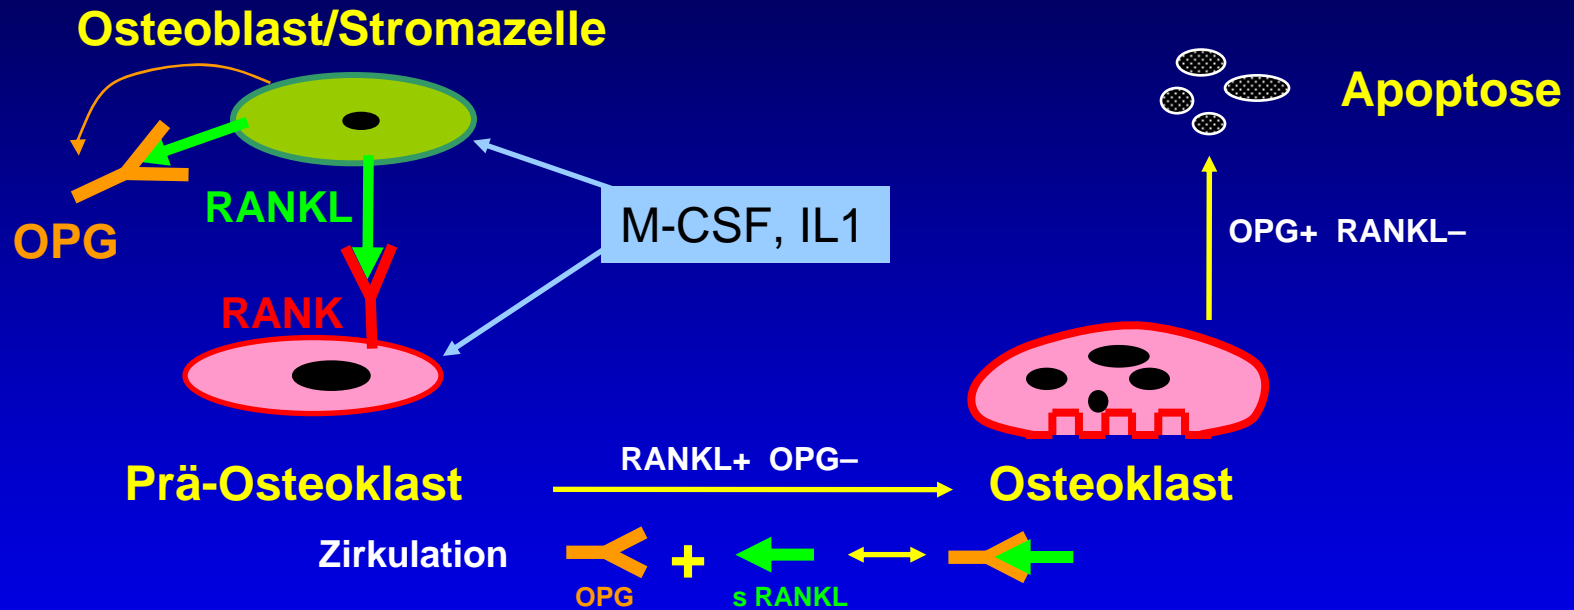 Osteoblast/Stromazelle
Apoptose
RANKL
M-CSF, IL1
OPG
OPG+ RANKL–
RANK
RANKL+ OPG–
Prä-Osteoklast
Osteoklast
Zirkulation
+
OPG
s RANKL